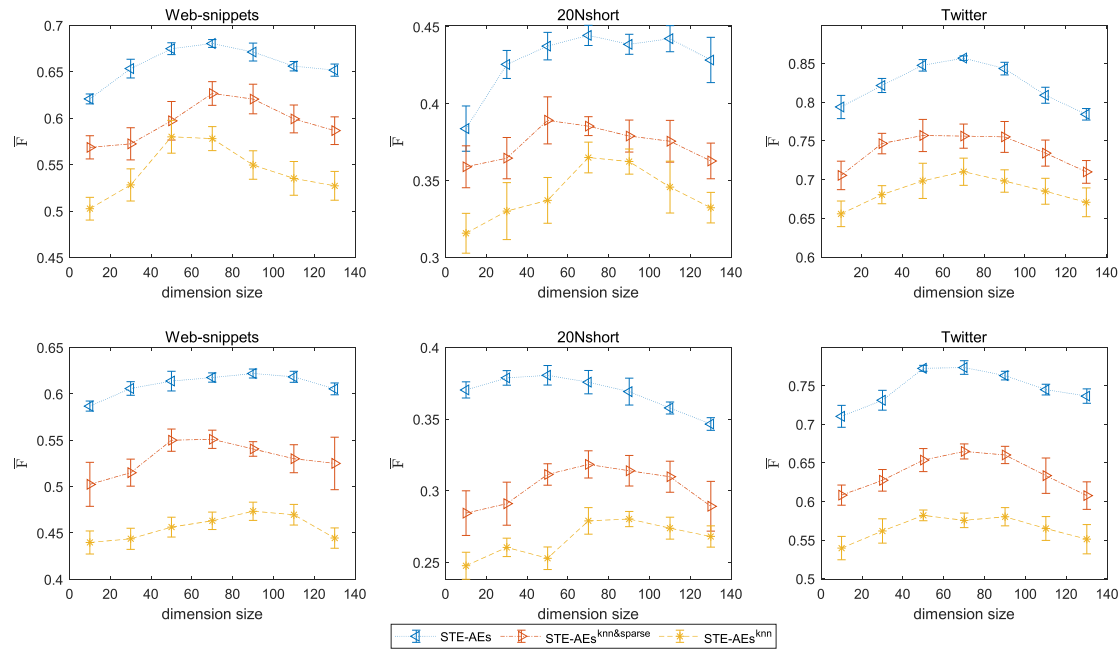 Web-snippets
0.7
0.65
0.6
0.55
0.5
0.45
F̅
0 20 40 60 80 100 120 140
dimension size
20Nshort
0.45
0.4
0.35
0.3
F̅
0 20 40 60 80 100 120 140
dimension size
Twitter
0.85
0.8
0.75
0.7
0.65
0.6
F̅
0 20 40 60 80 100 120 140
dimension size
Web-snippets
0.65
0.6
0.55
0.5
0.45
0.4
F̅
0 20 40 60 80 100 120 140
dimension size
20Nshort
0.4
0.35
0.3
0.25
F̅
0 20 40 60 80 100 120 140
dimension size
Twitter
0.75
0.7
0.65
0.6
0.55
0.5
F̅
0 20 40 60 80 100 120 140
dimension size
STE-AEs STE-AEs^knn&sparse STE-AEs^knn